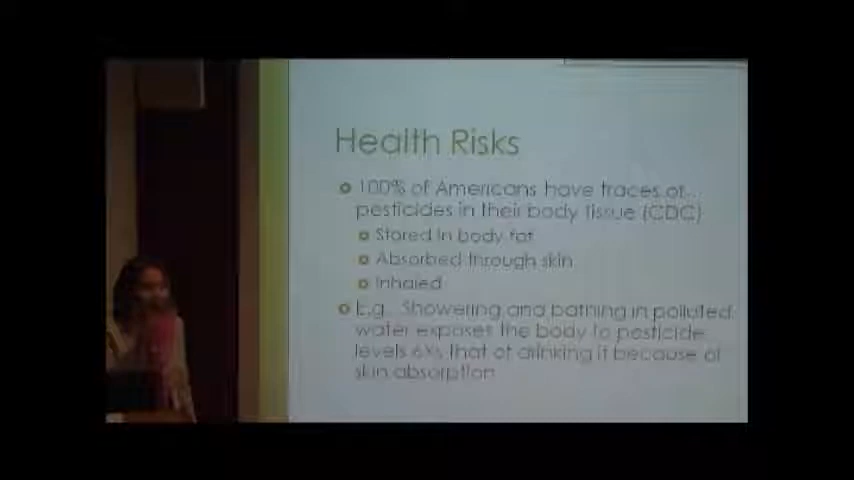 Health Risks
100% of Americans have traces of
pesticides in their body tissue (CDC)
Stored in body fat
Absorbed through skin
Inhaled
E.g. Showering and bathing in polluted
water exposes the body to pesticide
levels 6Xs that of drinking it because of
skin absorption